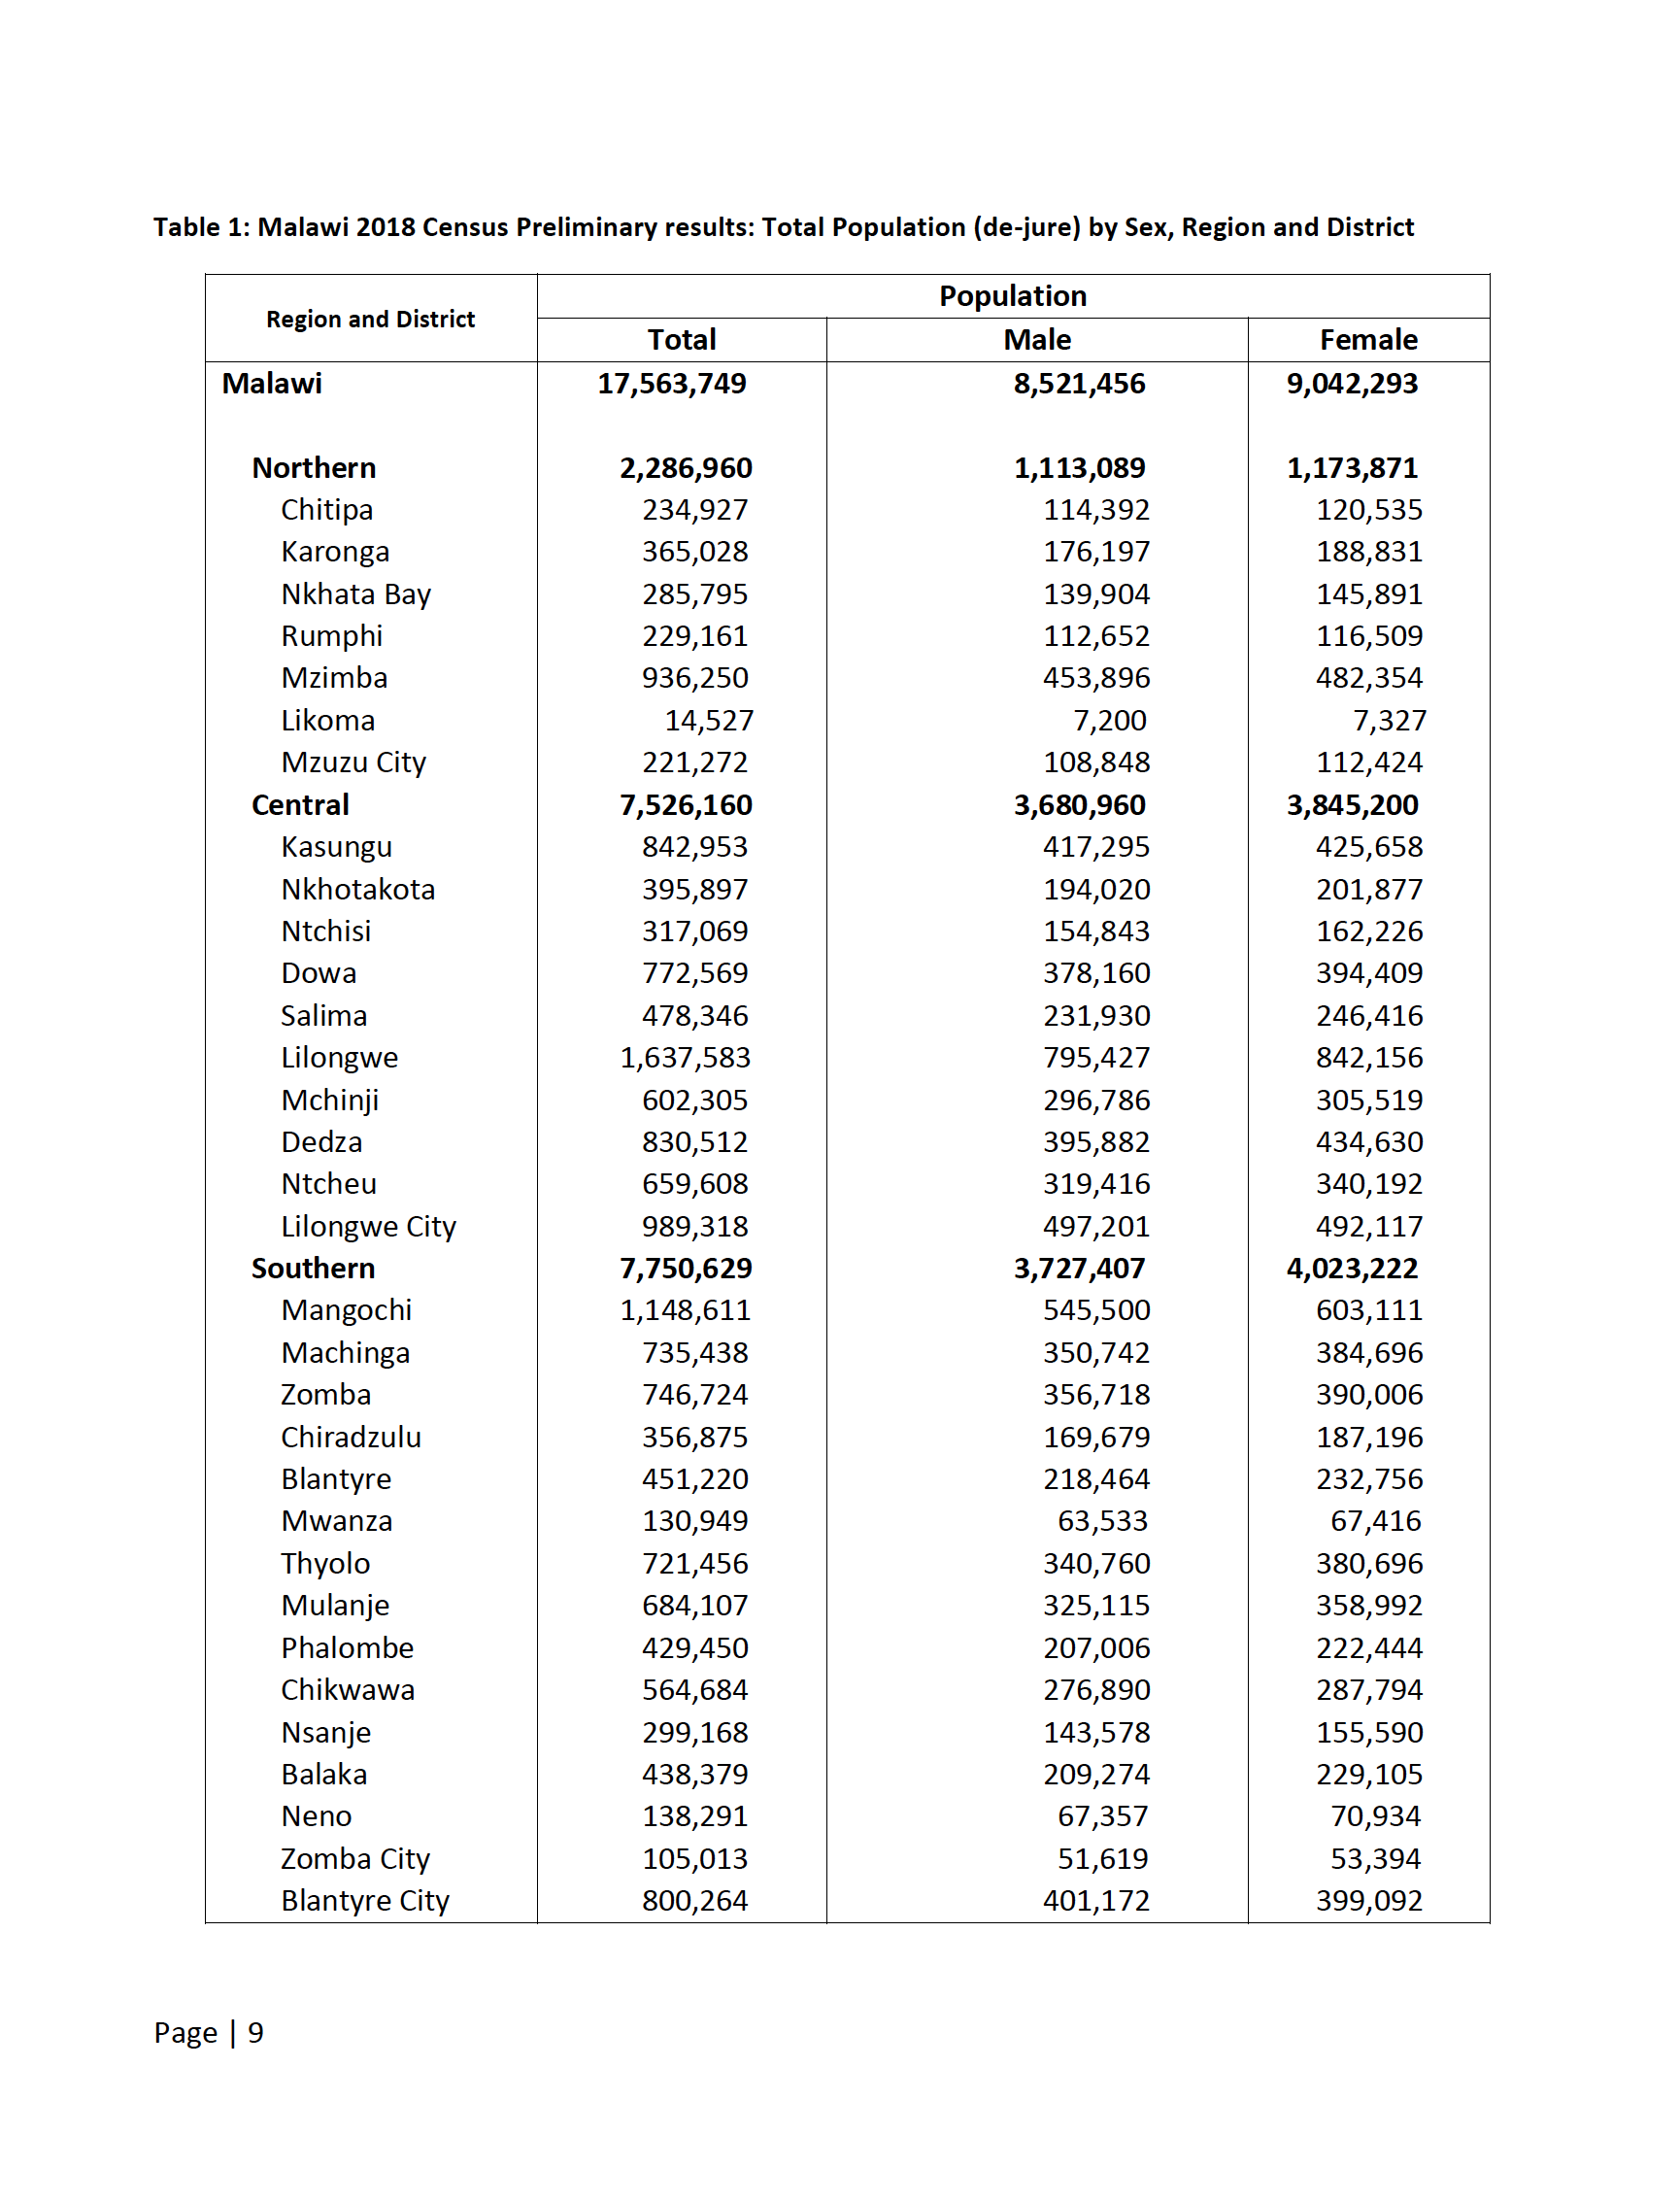 Table 1: Malawi 2018 Census Preliminary results: Total Population (de-jure) by Sex, Region and District
Region and District Population
Total Male Female
Malawi 17,563,749 8,521,456 9,042,293
Northern 2,286,960 1,113,089 1,173,871
Chitipa 234,927 114,392 120,535
Karonga 365,028 176,197 188,831
Nkhata Bay 285,795 139,904 145,891
Rumphi 229,161 112,652 116,509
Mzimba 936,250 453,896 482,354
Likoma 14,527 7,200 7,327
Mzuzu City 221,272 108,848 112,424
Central 7,526,160 3,680,960 3,845,200
Kasungu 842,953 417,295 425,658
Nkhotakota 395,897 194,020 201,877
Ntchisi 317,069 154,843 162,226
Dowa 772,569 378,160 394,409
Salima 478,346 231,930 246,416
Lilongwe 1,637,583 795,427 842,156
Mchinji 602,305 296,786 305,519
Dedza 830,512 395,882 434,630
Ntcheu 659,608 319,416 340,192
Lilongwe City 989,318 497,201 492,117
Southern 7,750,629 3,727,407 4,023,222
Mangochi 1,148,611 545,500 603,111
Machinga 735,438 350,742 384,696
Zomba 746,724 356,718 390,006
Chiradzulu 356,875 169,679 187,196
Blantyre 451,220 218,464 232,756
Mwanza 130,949 63,533 67,416
Thyolo 721,456 340,760 380,696
Mulanje 684,107 325,115 358,992
Phalombe 429,450 207,006 222,444
Chikwawa 564,684 276,890 287,794
Nsanje 299,168 143,578 155,590
Balaka 438,379 209,274 229,105
Neno 138,291 67,357 70,934
Zomba City 105,013 51,619 53,394
Blantyre City 800,264 401,172 399,092
Page | 9